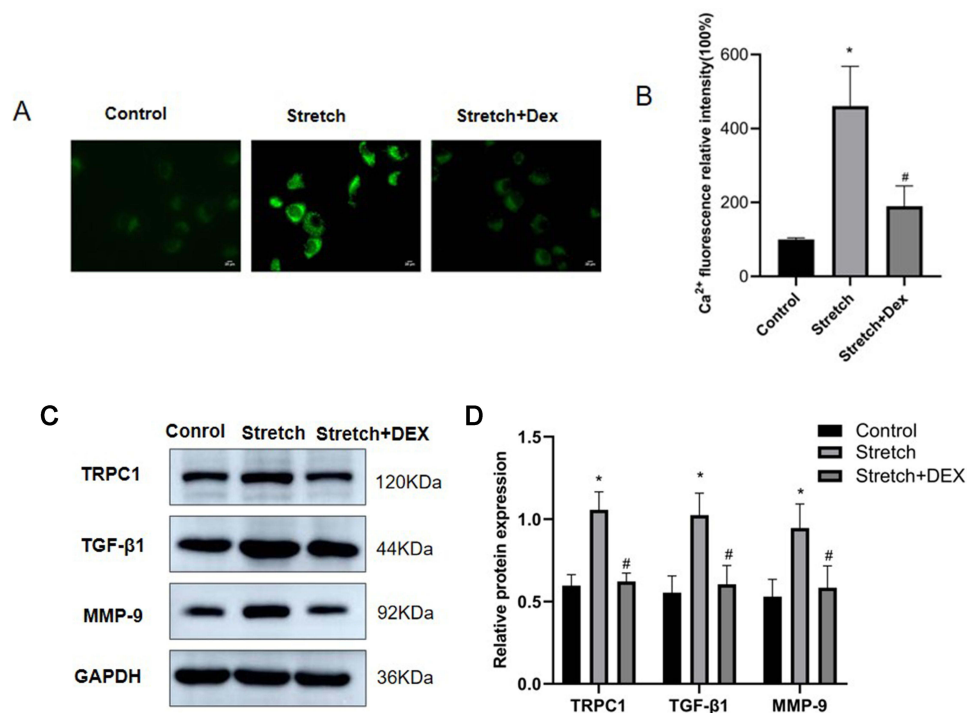 A
Control
Stretch
Stretch+Dex
B
Ca²⁺ fluorescence relative intensity(100%)
600
400
200
0
*
#
Control
Stretch
Stretch+Dex
C
Conrol
Stretch
Stretch+DEX
TRPC1
120KDa
TGF-β1
44KDa
MMP-9
92KDa
GAPDH
36KDa
D
Relative protein expression
1.5
1.0
0.5
0.0
*
#
*
#
*
#
TRPC1
TGF-β1
MMP-9
Control
Stretch
Stretch+DEX